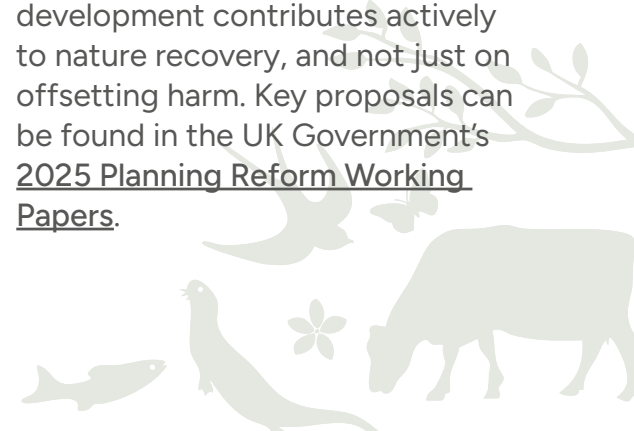 development contributes actively
to nature recovery, and not just on
offsetting harm. Key proposals can
be found in the UK Government’s
2025 Planning Reform Working
Papers.